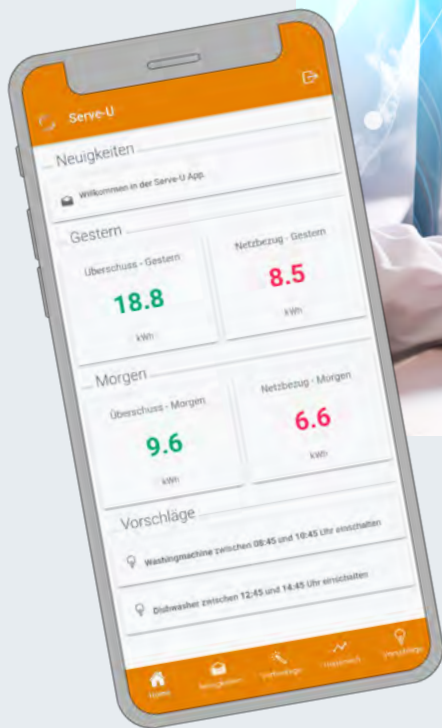 Serve-U
Neuigkeiten
Willkommen in der Serve-U App.
Gestern
Überschuss - Gestern
18.8
kWh
Netzbezug - Gestern
8.5
kWh
Morgen
Überschuss - Morgen
9.6
kWh
Netzbezug - Morgen
6.6
kWh
Vorschläge
Washingmachine zwischen 08:45 und 10:45 Uhr einschalten
Dishwasher zwischen 12:45 und 14:45 Uhr einschalten
Home
Neuigkeiten
Vorschläge